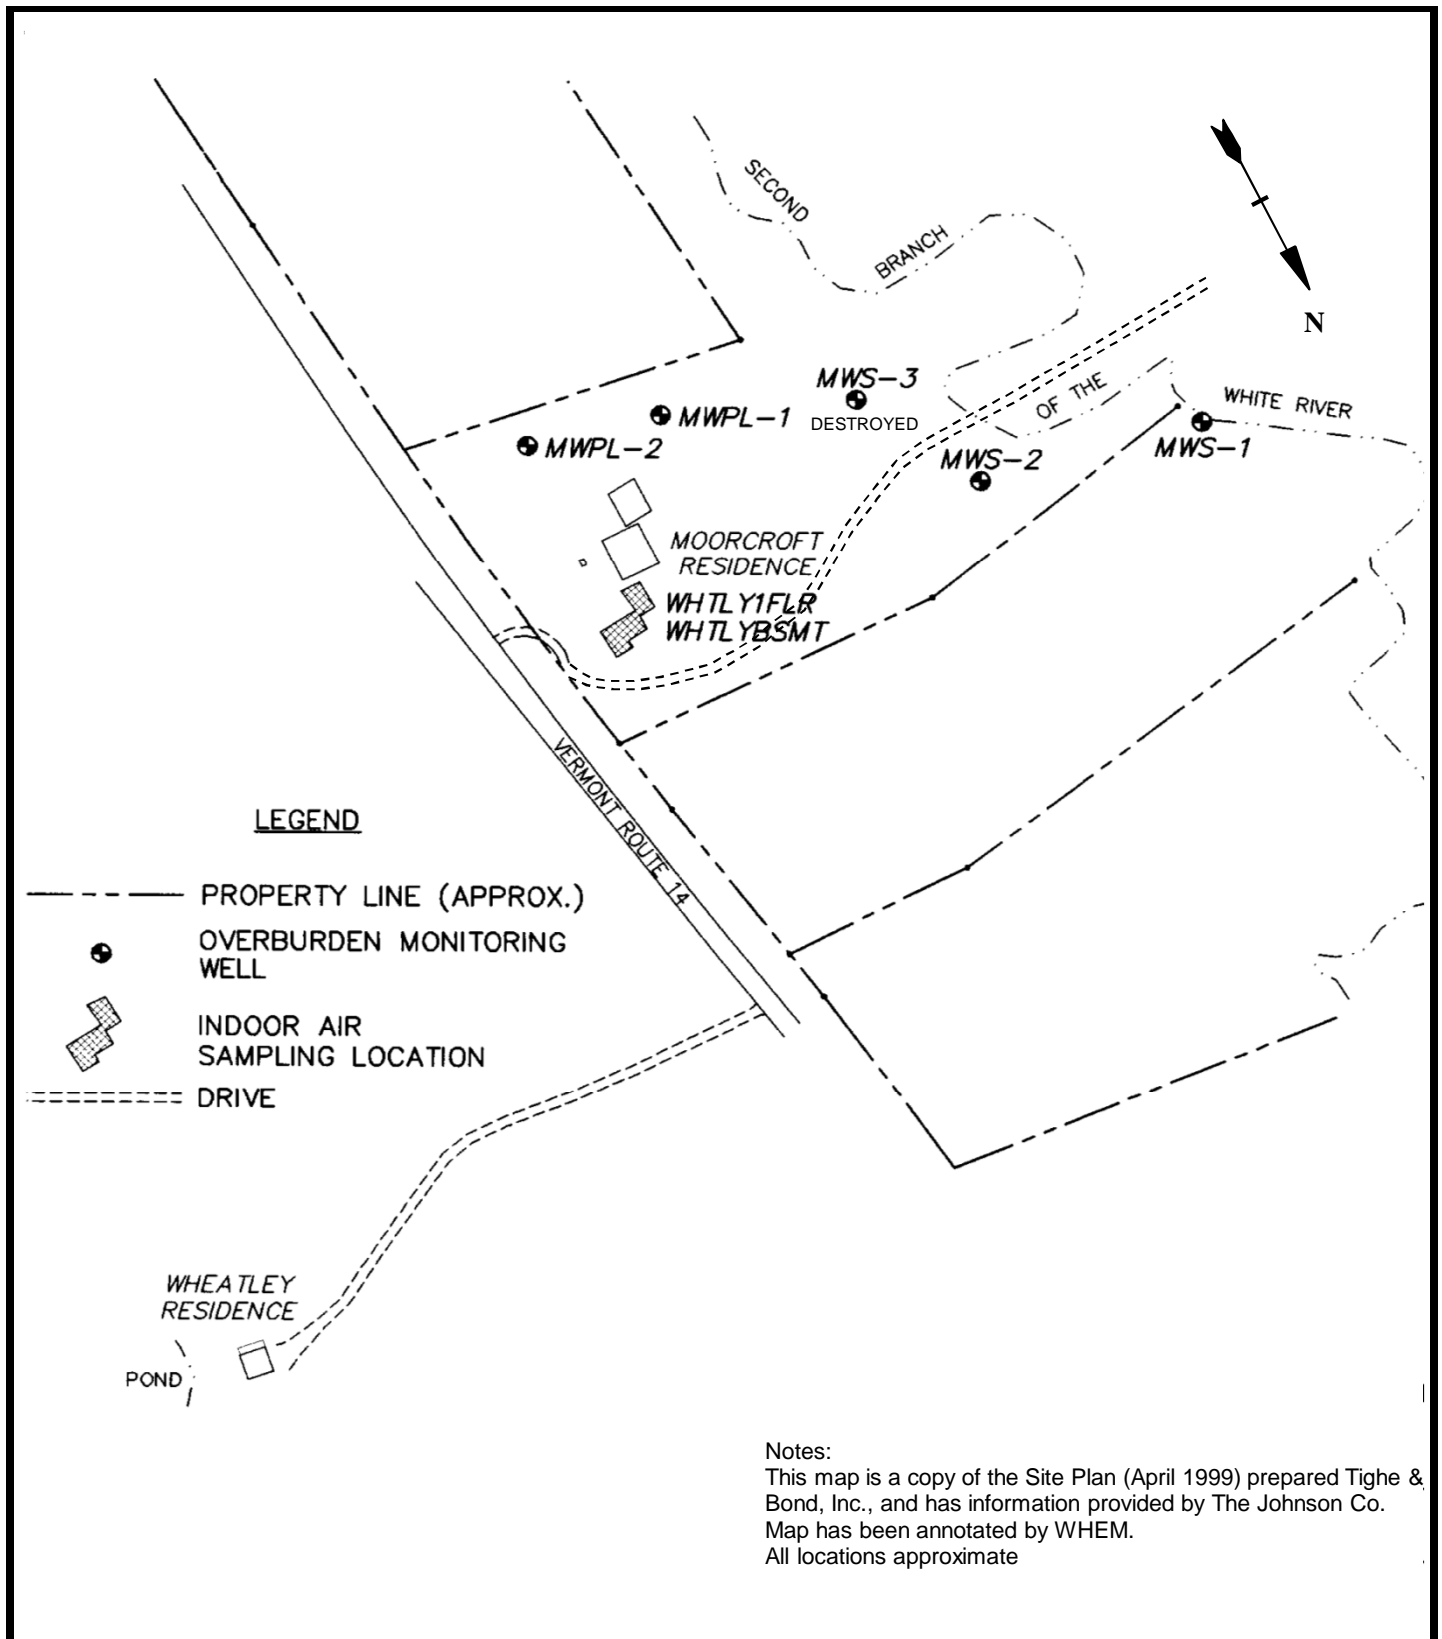 SECOND
BRANCH
N
OF THE
WHITE RIVER
MWS-3
DESTROYED
MWPL-1
MWPL-2
MWS-1
MWS-2
MOORCROFT
RESIDENCE
WHTLY1FLR
WHTLYBSMT
VERMONT ROUTE 14
LEGEND
PROPERTY LINE (APPROX.)
OVERBURDEN MONITORING
WELL
INDOOR AIR
SAMPLING LOCATION
DRIVE
WHEATLEY
RESIDENCE
POND
Notes:
This map is a copy of the Site Plan (April 1999) prepared Tighe &
Bond, Inc., and has information provided by The Johnson Co.
Map has been annotated by WHEM.
All locations approximate